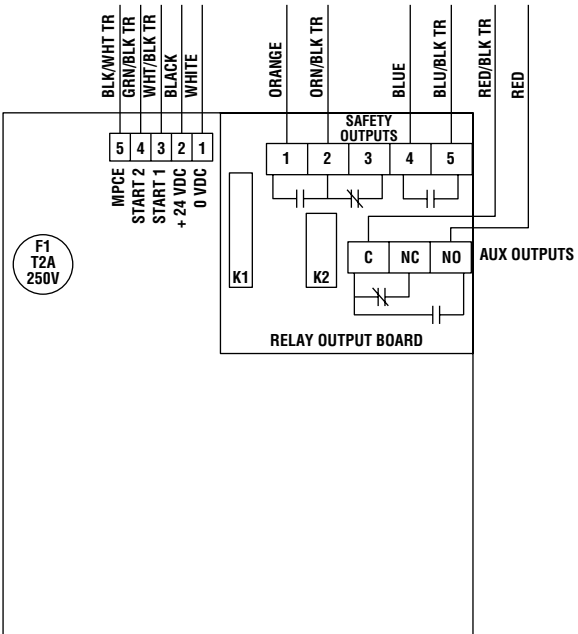 BLK/WHT TR
GRN/BLK TR
WHT/BLK TR
BLACK
WHITE
ORANGE
ORN/BLK TR
BLUE
BLU/BLK TR
RED/BLK TR
RED
SAFETY
OUTPUTS
5 4 3 2 1
1 2 3 4 5
MPCE
START 2
START 1
+ 24 VDC
0 VDC
F1
T2A
250V
K1
K2
C NC NO
AUX OUTPUTS
RELAY OUTPUT BOARD